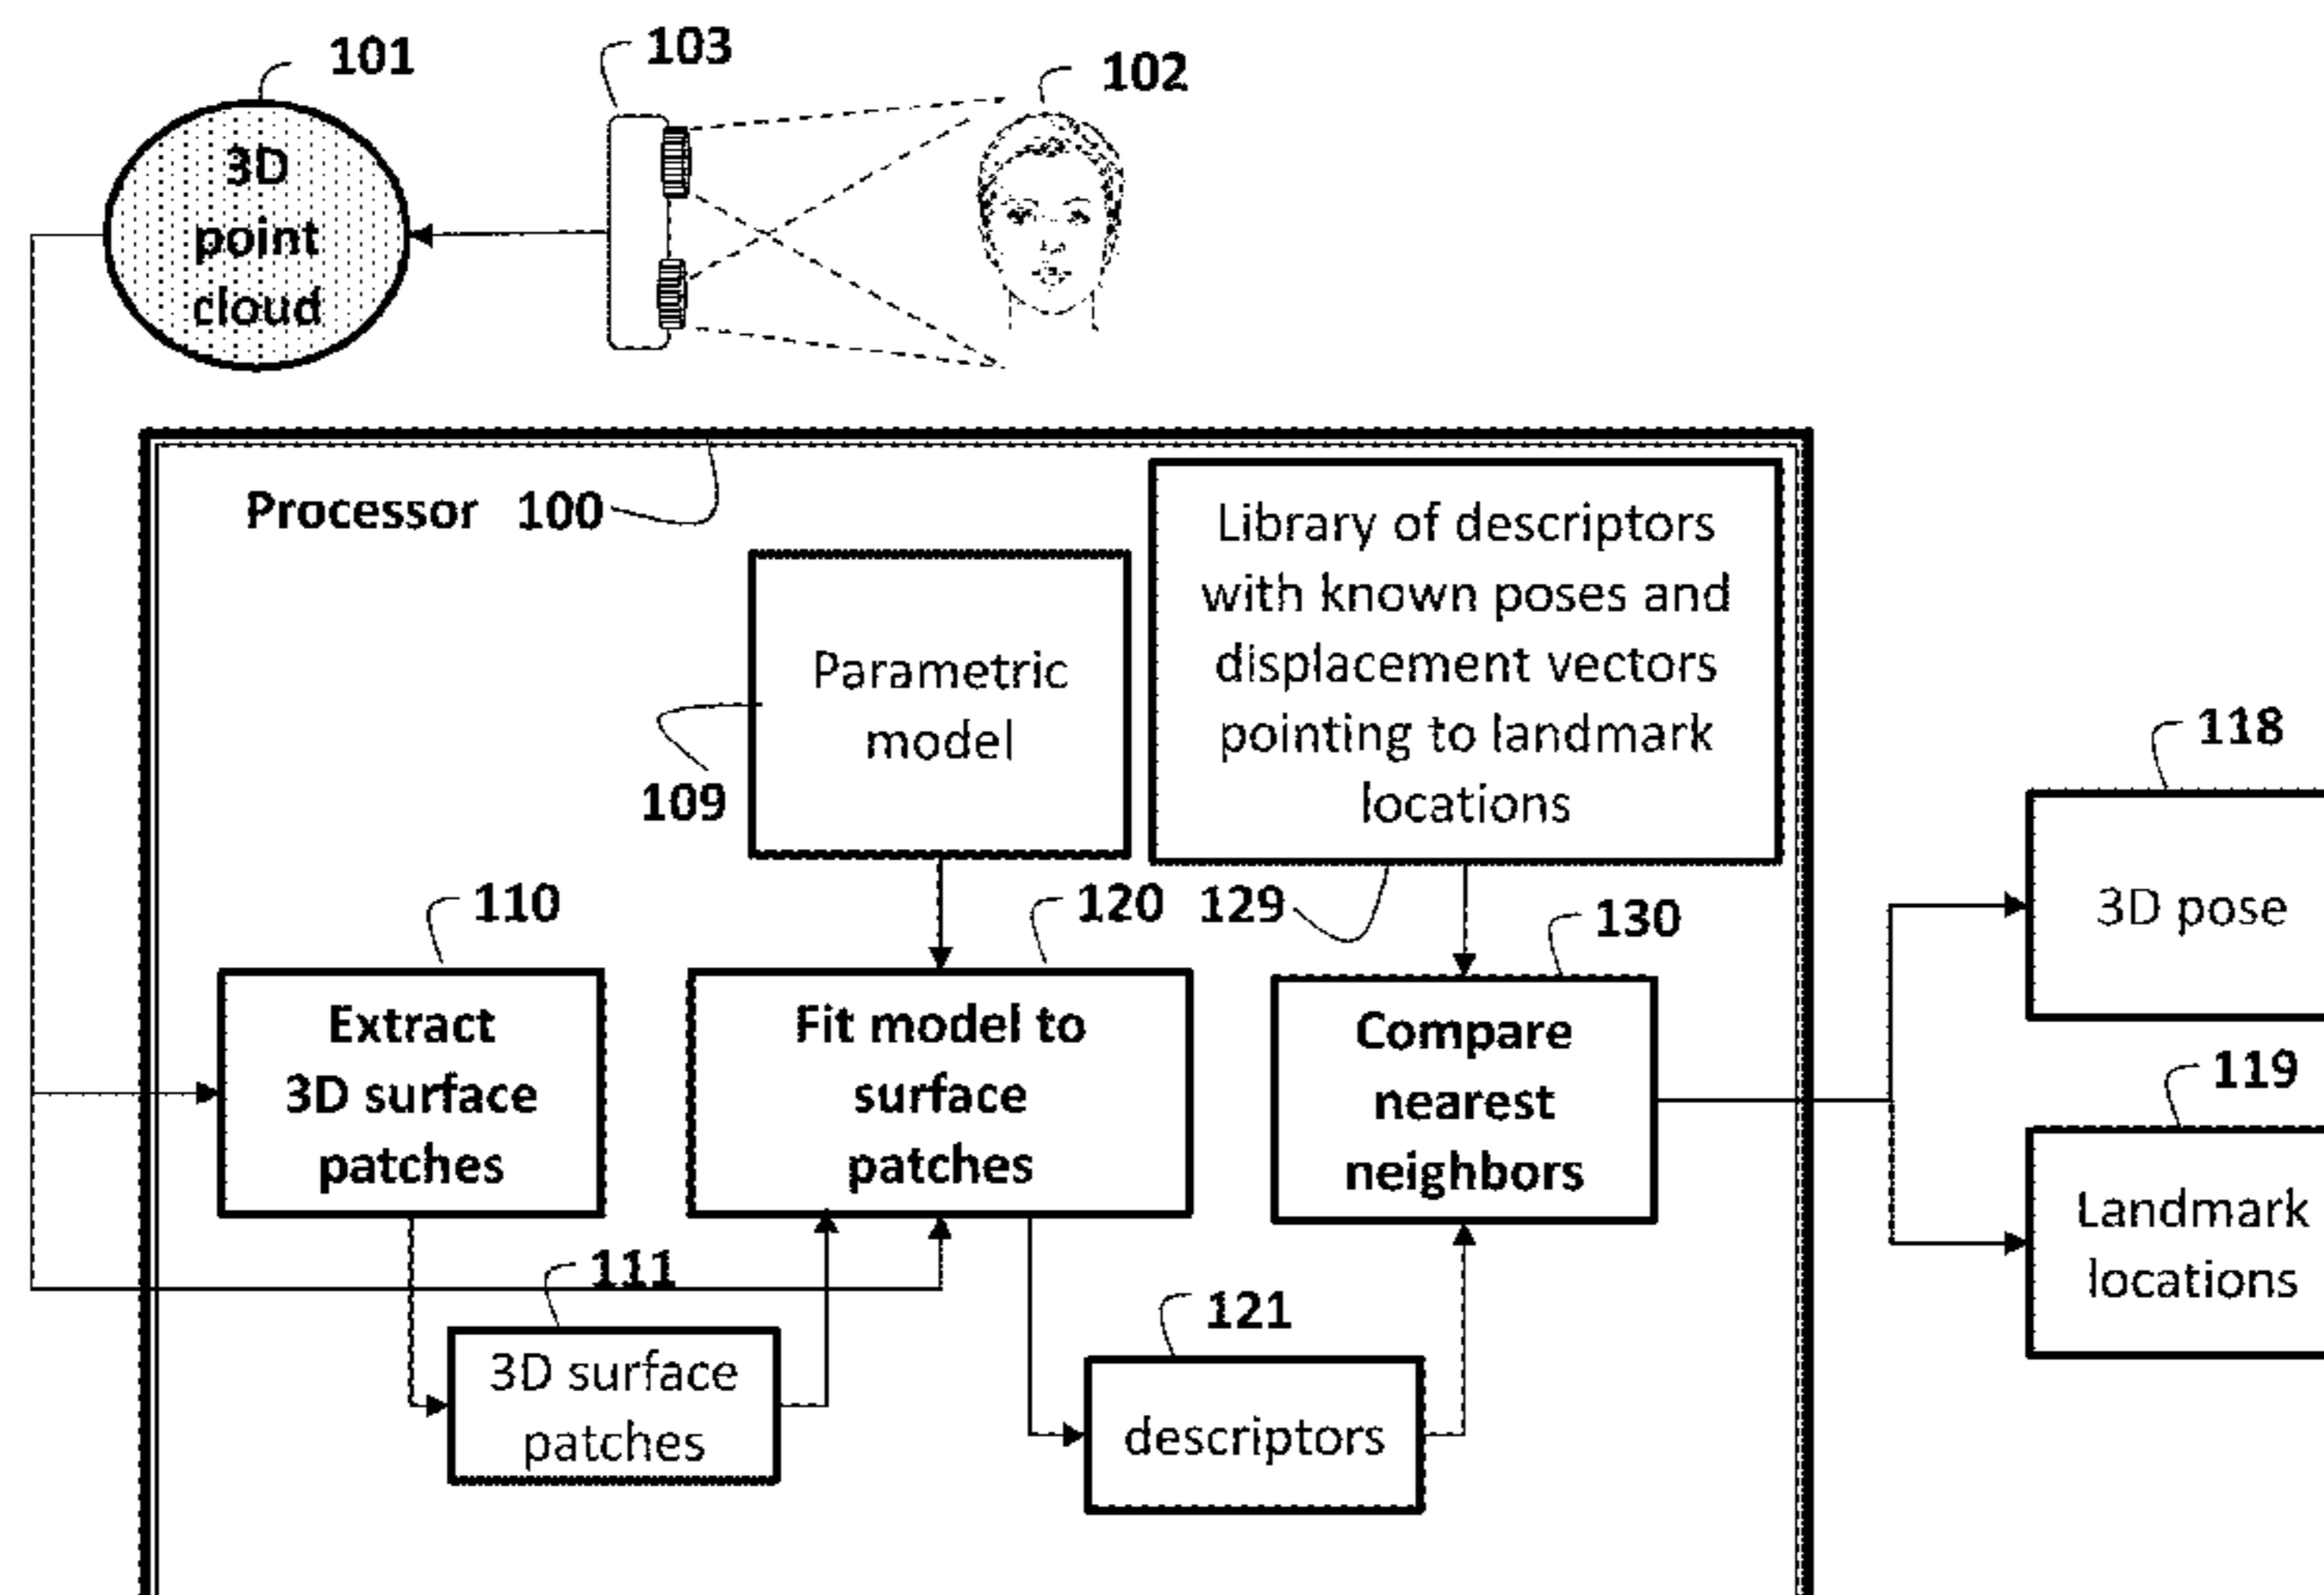 101
103
102
3D
point
cloud
Processor 100
Library of descriptors
with known poses and
displacement vectors
pointing to landmark
locations
Parametric
model
109
118
3D pose
110
120
129
130
Extract
3D surface
patches
Fit model to
surface
patches
Compare
nearest
neighbors
119
Landmark
locations
111
3D surface
patches
121
descriptors